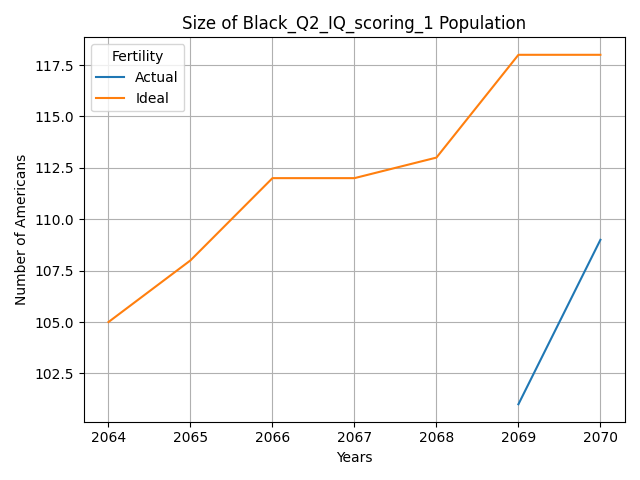 Size of Black_Q2_IQ_scoring_1 Population
Fertility
Actual
Ideal
Number of Americans
117.5
115.0
112.5
110.0
107.5
105.0
102.5
2064 2065 2066 2067 2068 2069 2070
Years